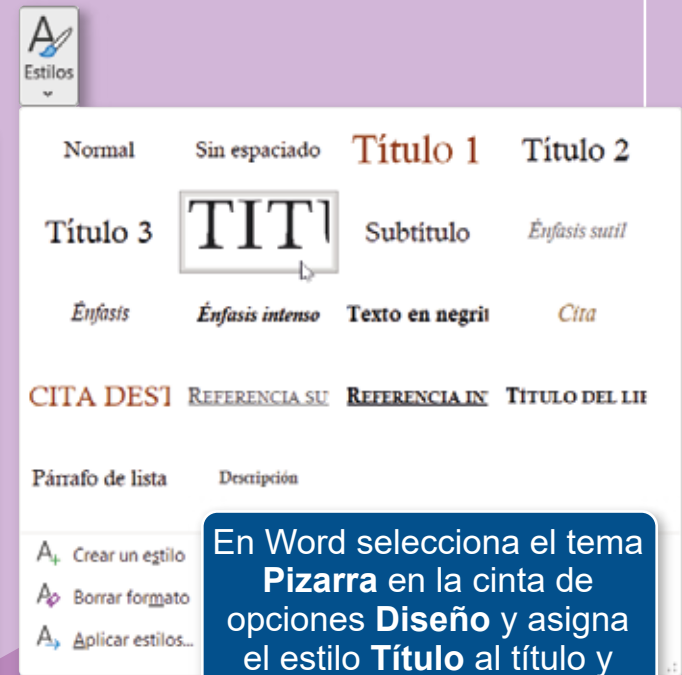 Estilos
Normal Sin espaciado Título 1 Título 2
Título 3 TITU Subtítulo Énfasis sutil
Énfasis Énfasis intenso Texto en negrit Cita
CITA DEST REFERENCIA SU REFERENCIA IN TÍTULO DEL LIB
Párrafo de lista Descripción
Crear un estilo
Borrar formato
Aplicar estilos...
En Word selecciona el tema
Pizarra en la cinta de
opciones Diseño y asigna
el estilo Título al título y